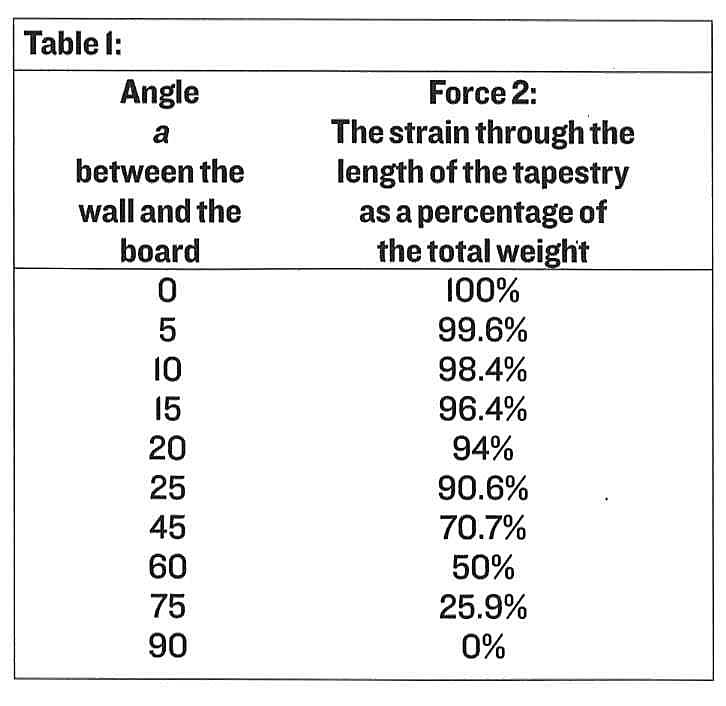 Table 1:
Angle
a
between the
wall and the
board
Force 2:
The strain through the
length of the tapestry
as a percentage of
the total weight
0 100%
5 99.6%
10 98.4%
15 96.4%
20 94%
25 90.6%
45 70.7%
60 50%
75 25.9%
90 0%